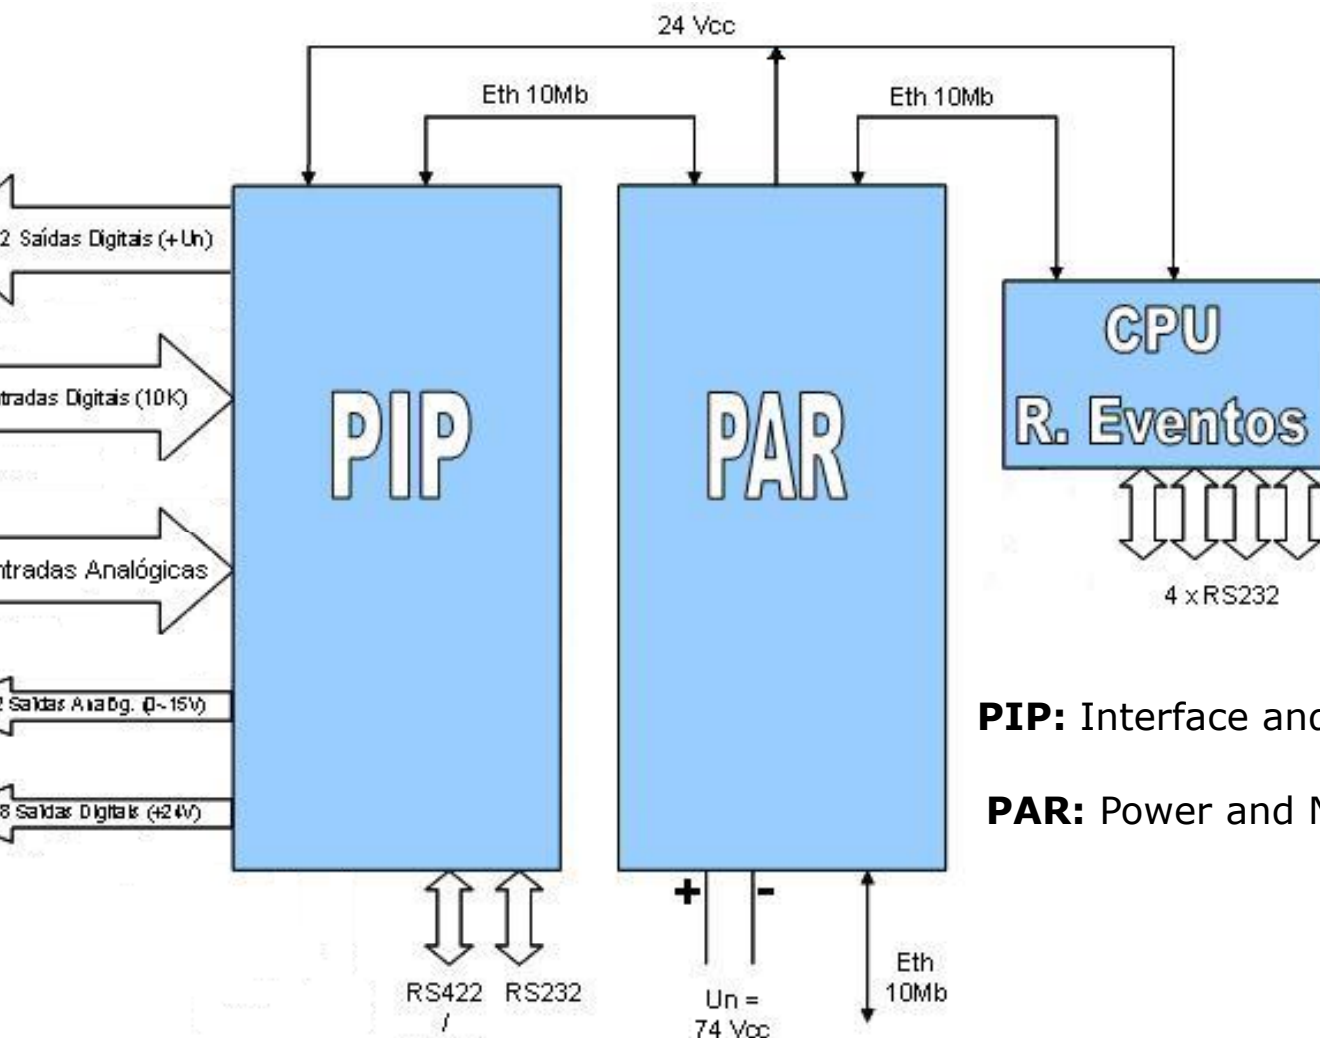 24 Vcc
Eth 10Mb
Eth 10Mb
2 Saídas Digitais (+Un)
tradas Digitais (10K)
ntradas Analógicas
2 Saídas Analóg. (0~15V)
8 Saídas Digitais (+24V)
PIP
PAR
CPU
R. Eventos
4 x RS232
PIP: Interface and
PAR: Power and N
+
-
RS422
/
RS232
Un =
74 Vcc
Eth
10Mb